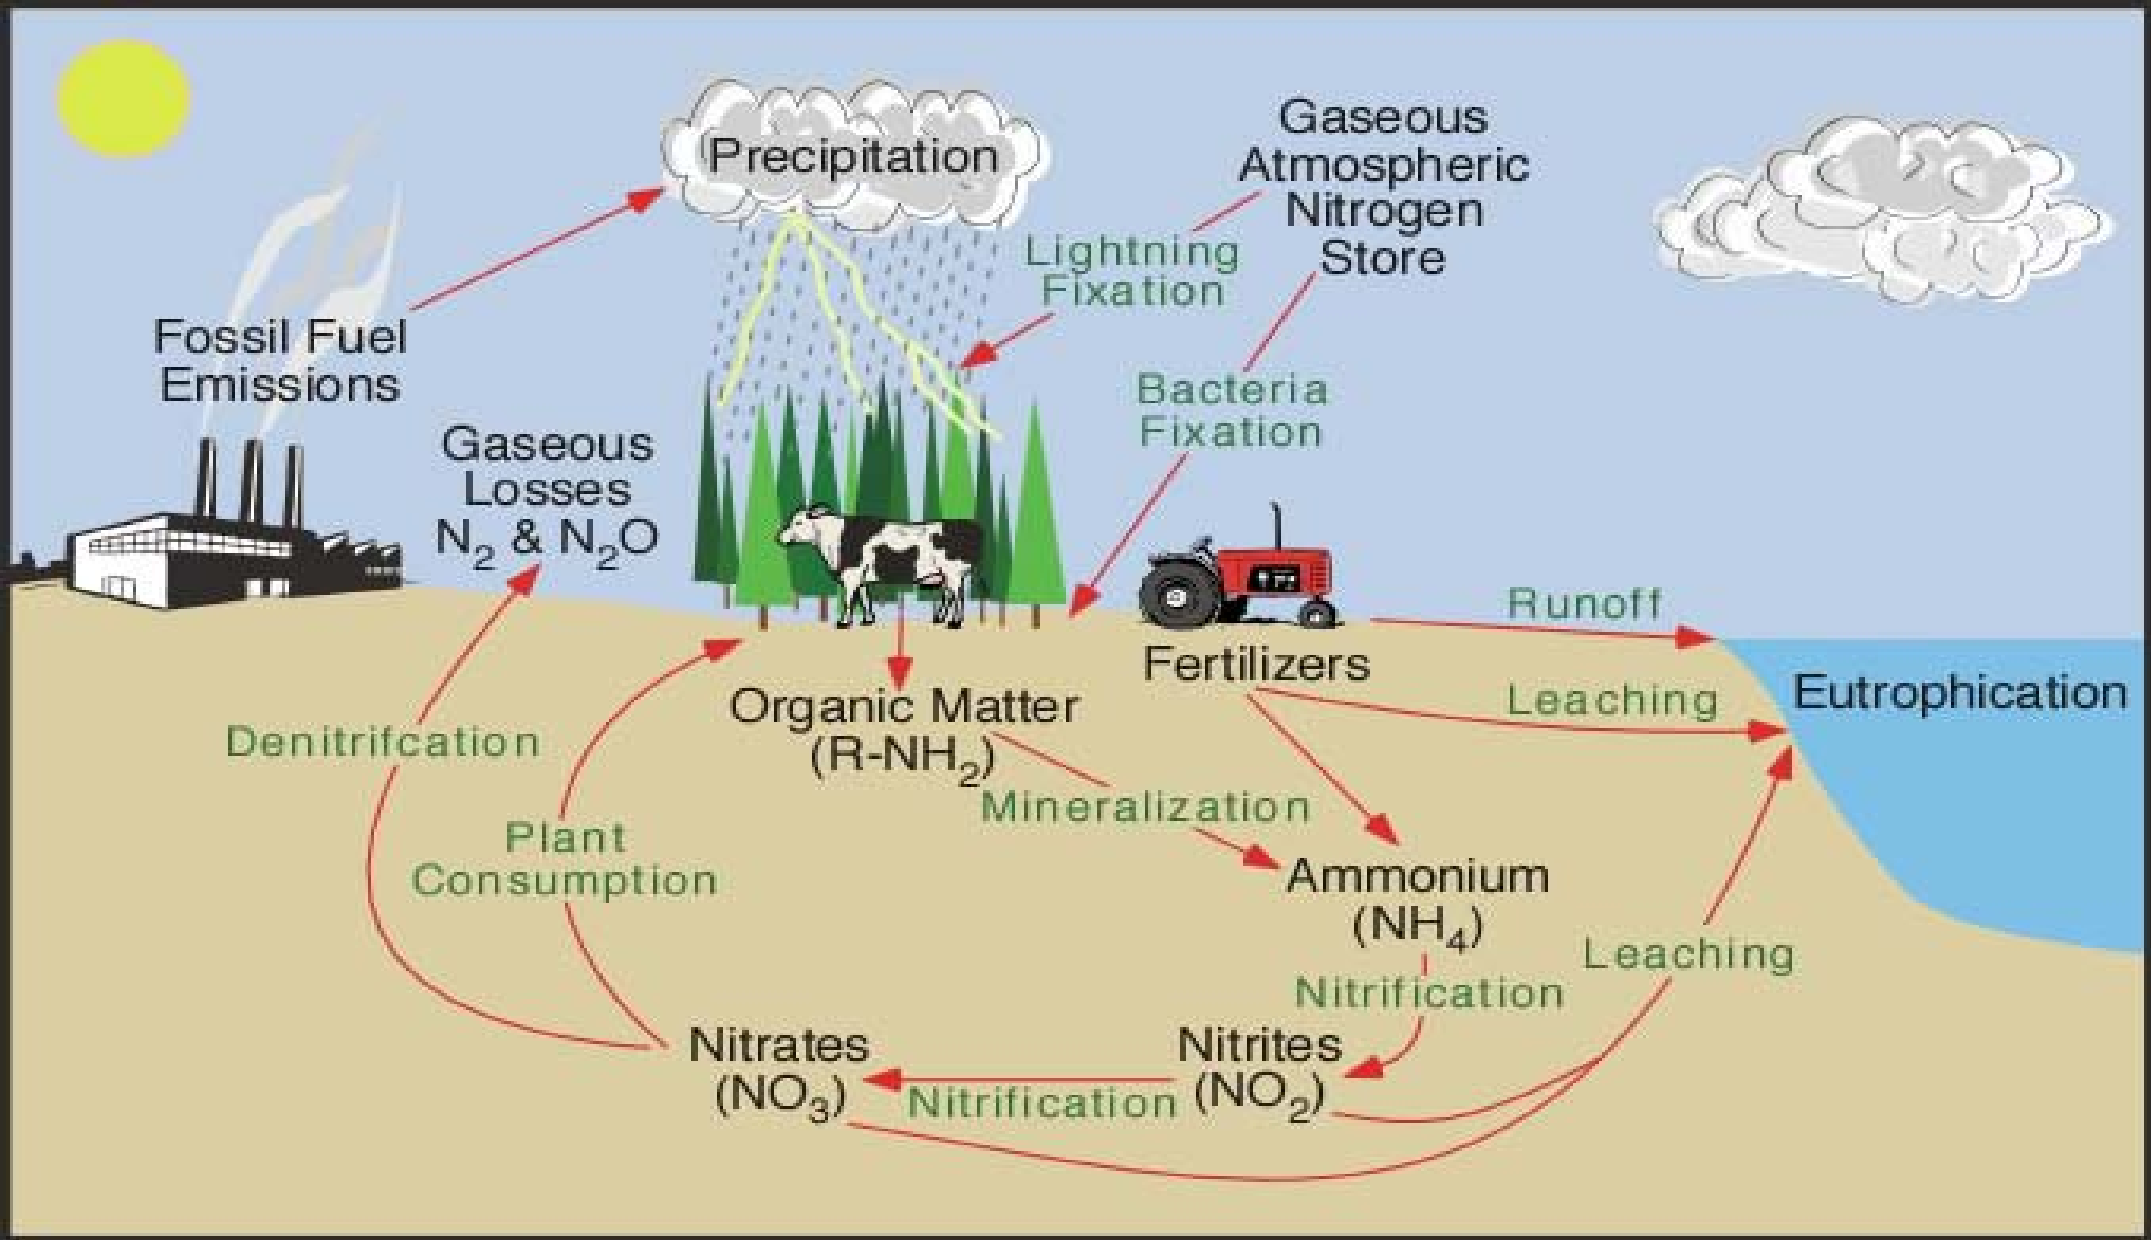 Precipitation
Gaseous
Atmospheric
Nitrogen
Store
Lightning
Fixation
Fossil Fuel
Emissions
Bacteria
Fixation
Gaseous
Losses
N₂ & N₂O
Runoff
Fertilizers
Leaching
Eutrophication
Organic Matter
(R-NH₂)
Denitrifcation
Mineralization
Plant
Consumption
Ammonium
(NH₄)
Leaching
Nitrification
Nitrates
(NO₃)
Nitrification
Nitrites
(NO₂)